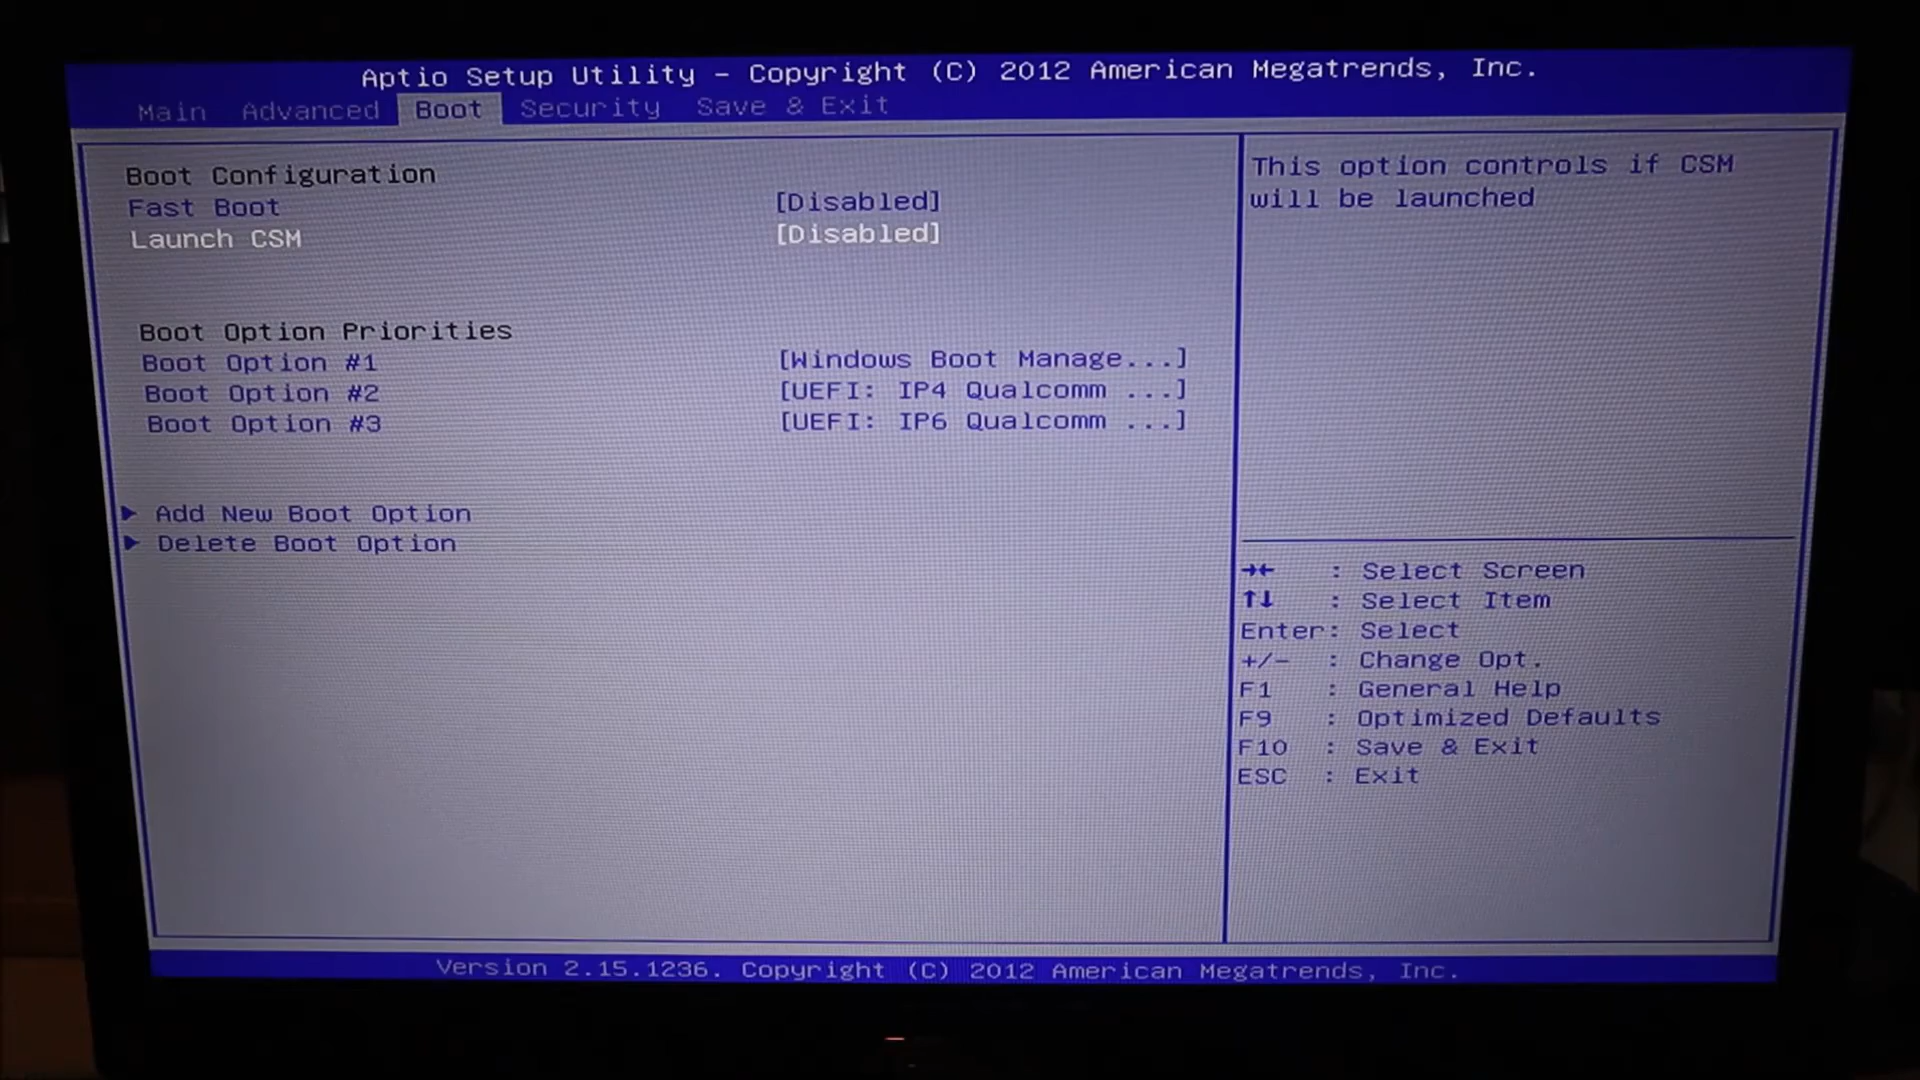 Aptio Setup Utility – Copyright (C) 2012 American Megatrends, Inc.
Main Advanced Boot Security Save & Exit
Boot Configuration
Fast Boot [Disabled]
Launch CSM [Disabled]
Boot Option Priorities
Boot Option #1 [Windows Boot Manage...]
Boot Option #2 [UEFI: IP4 Qualcomm ...]
Boot Option #3 [UEFI: IP6 Qualcomm ...]
► Add New Boot Option
► Delete Boot Option
This option controls if CSM
will be launched
→← : Select Screen
↑↓ : Select Item
Enter: Select
+/– : Change Opt.
F1 : General Help
F9 : Optimized Defaults
F10 : Save & Exit
ESC : Exit
Version 2.15.1236. Copyright (C) 2012 American Megatrends, Inc.